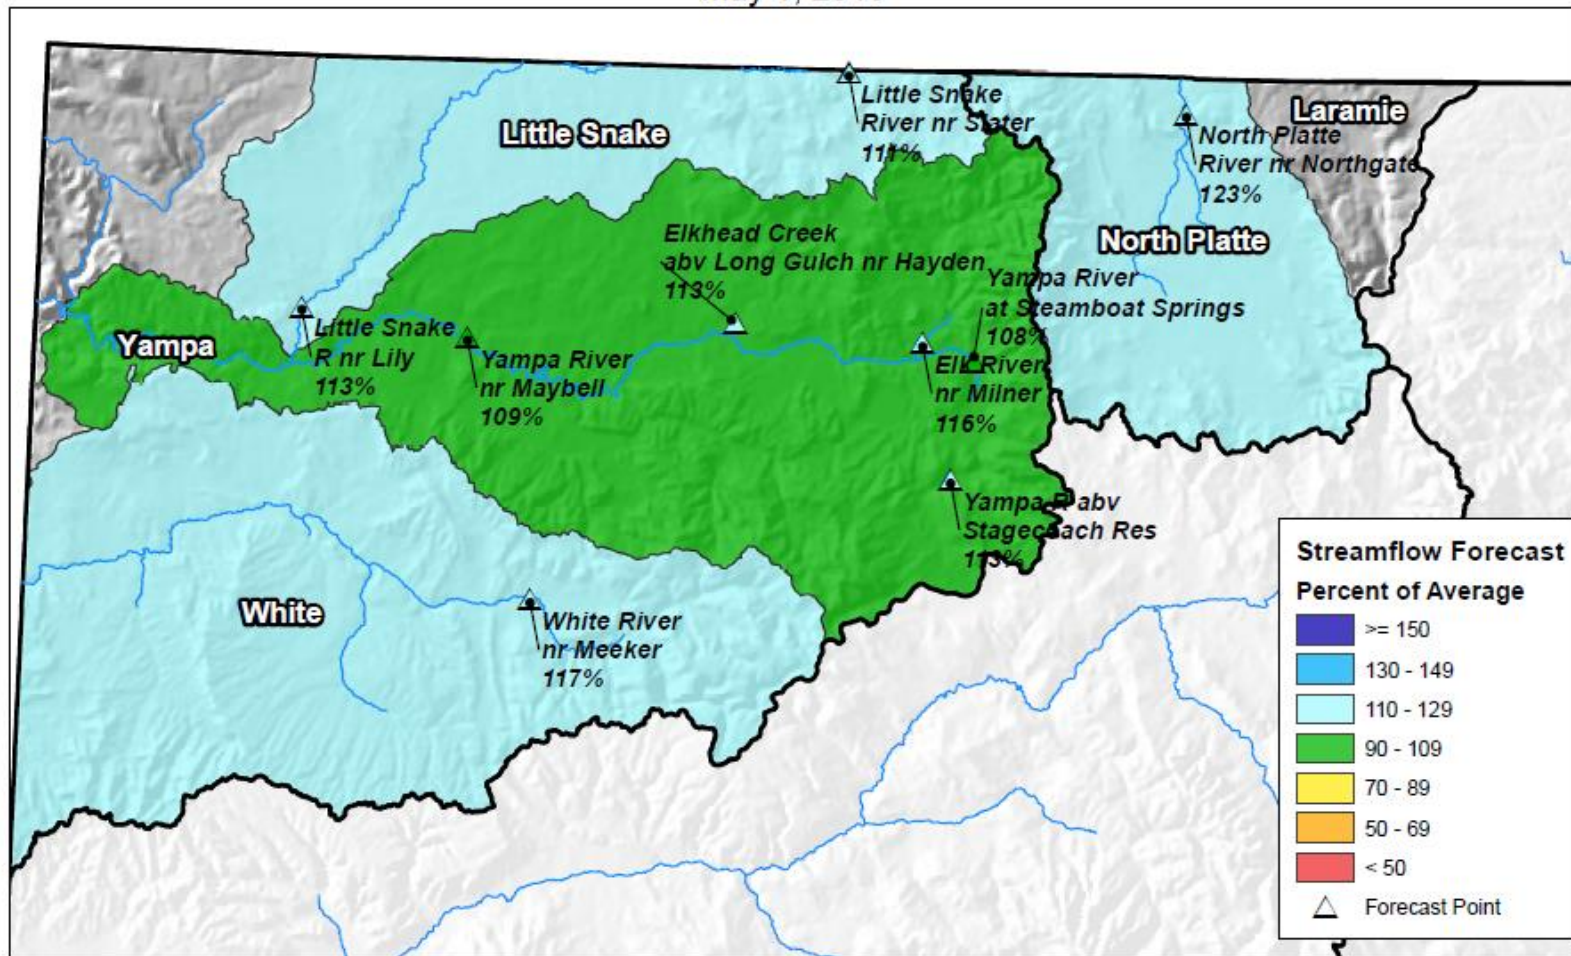 Little Snake
Laramie
North Platte
Yampa
White
Little Snake
River nr Slater
111%
North Platte
River nr Northgate
123%
Elkhead Creek
abv Long Gulch nr Hayden
113%
Yampa River
at Steamboat Springs
108%
Little Snake
R nr Lily
113%
Yampa River
nr Maybell
109%
Elk River
nr Milner
116%
Yampa R abv
Stagecoach Res
113%
White River
nr Meeker
117%
Streamflow Forecast
Percent of Average
>= 150
130 - 149
110 - 129
90 - 109
70 - 89
50 - 69
< 50
Forecast Point